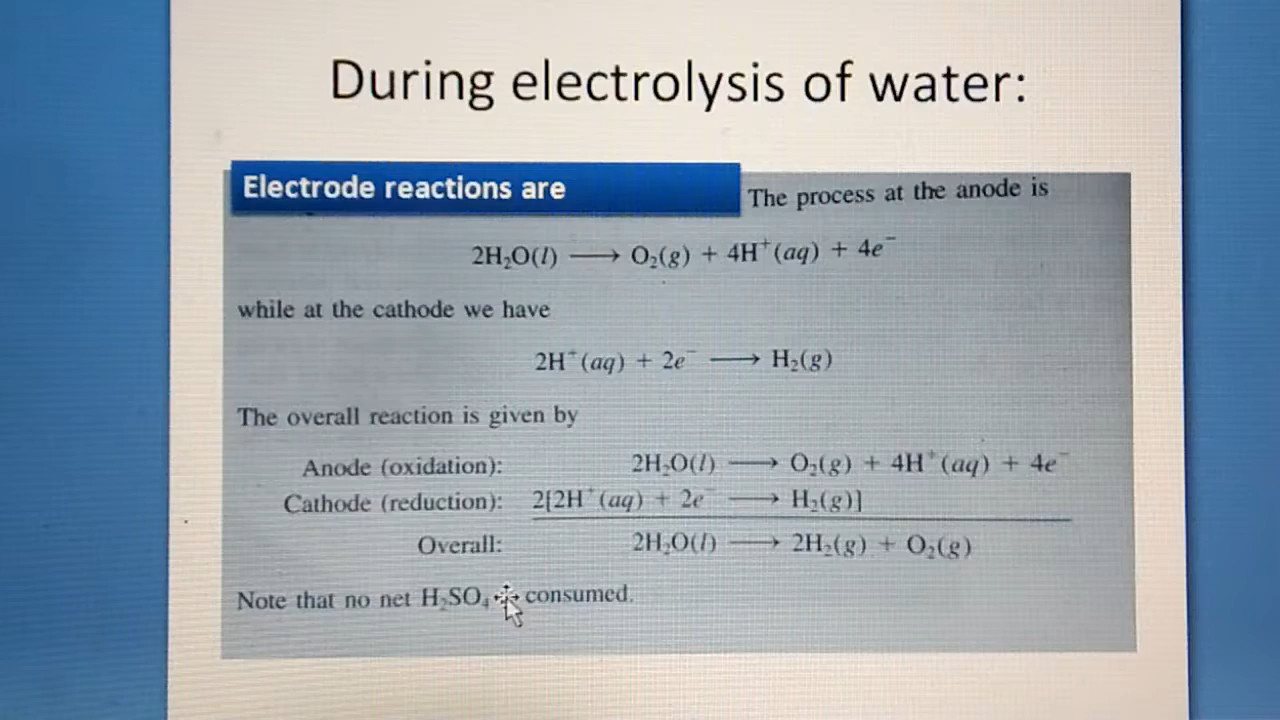 During electrolysis of water:
Electrode reactions are
The process at the anode is
2H₂O(l) ⟶ O₂(g) + 4H⁺(aq) + 4e⁻
while at the cathode we have
2H⁺(aq) + 2e⁻ ⟶ H₂(g)
The overall reaction is given by
Anode (oxidation): 2H₂O(l) ⟶ O₂(g) + 4H⁺(aq) + 4e⁻
Cathode (reduction): 2[2H⁺(aq) + 2e⁻ ⟶ H₂(g)]
Overall: 2H₂O(l) ⟶ 2H₂(g) + O₂(g)
Note that no net H₂SO₄ consumed.